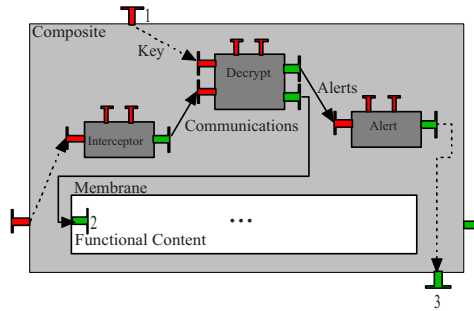 1
Composite
Key
Decrypt
Alerts
Communications
Interceptor
Alert
Membrane
2
...
Functional Content
3